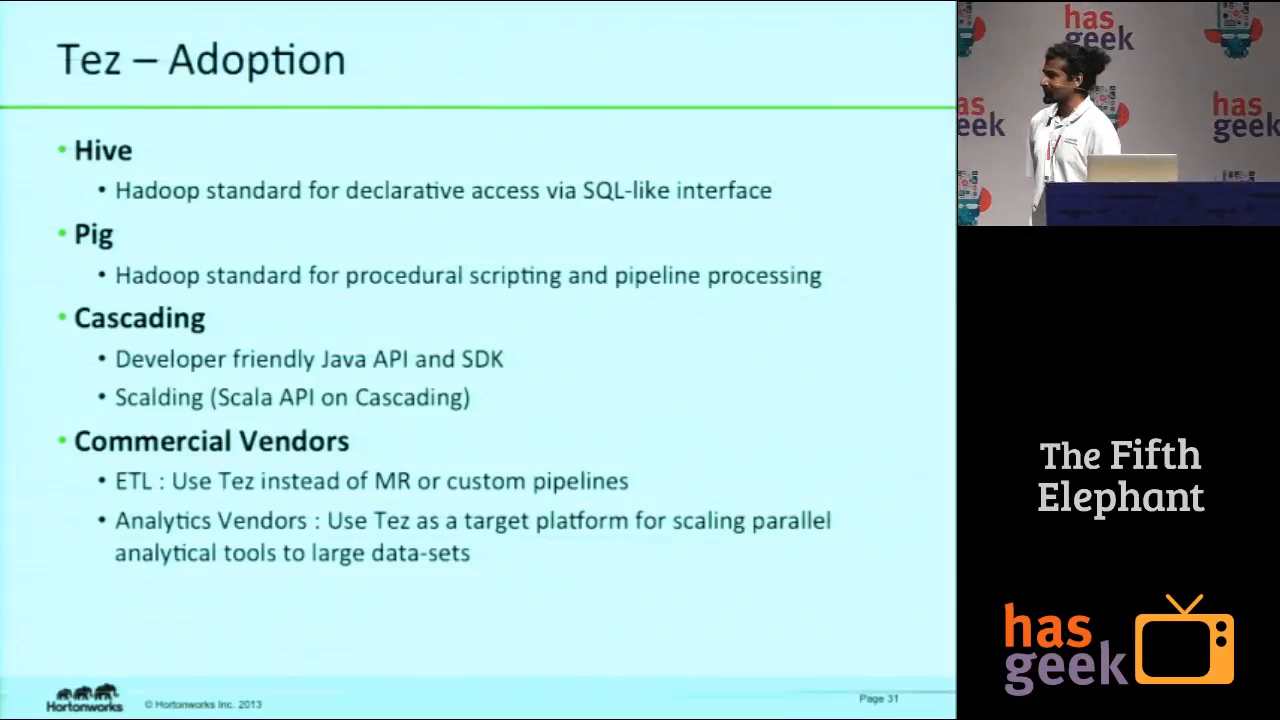 Tez – Adoption
• Hive
• Hadoop standard for declarative access via SQL-like interface
• Pig
• Hadoop standard for procedural scripting and pipeline processing
• Cascading
• Developer friendly Java API and SDK
• Scalding (Scala API on Cascading)
• Commercial Vendors
• ETL : Use Tez instead of MR or custom pipelines
• Analytics Vendors : Use Tez as a target platform for scaling parallel
analytical tools to large data-sets
Hortonworks
© Hortonworks Inc. 2013
Page 31
has
geek
has
geek
has
geek
The Fifth
Elephant
has
geek